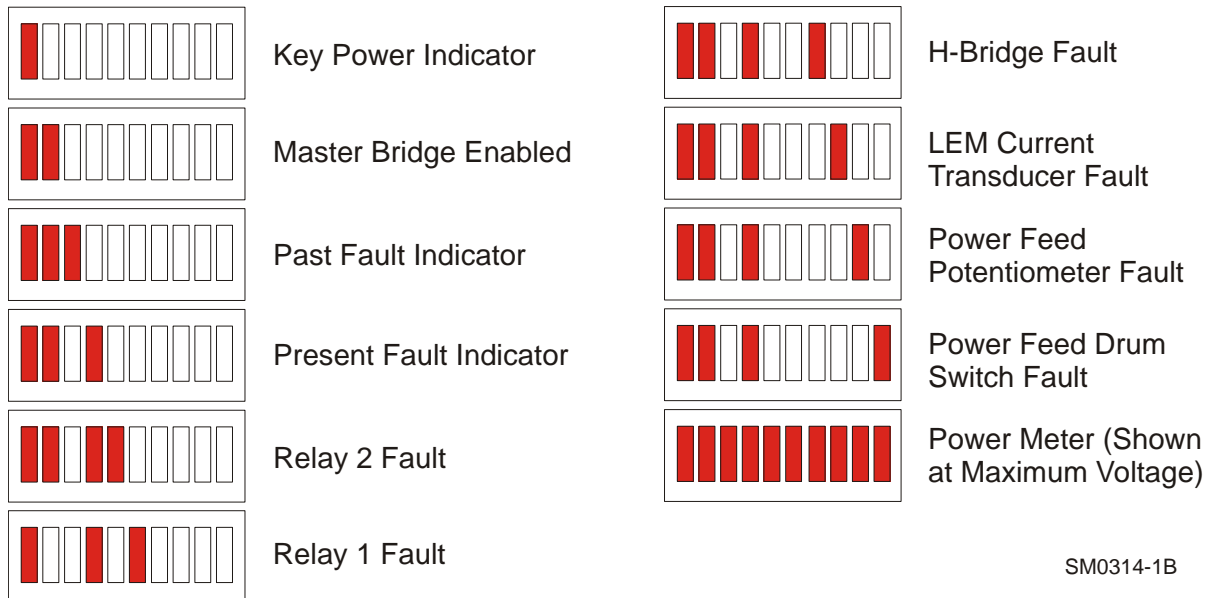 Key Power Indicator
Master Bridge Enabled
Past Fault Indicator
Present Fault Indicator
Relay 2 Fault
Relay 1 Fault
H-Bridge Fault
LEM Current
Transducer Fault
Power Feed
Potentiometer Fault
Power Feed Drum
Switch Fault
Power Meter (Shown
at Maximum Voltage)
SM0314-1B